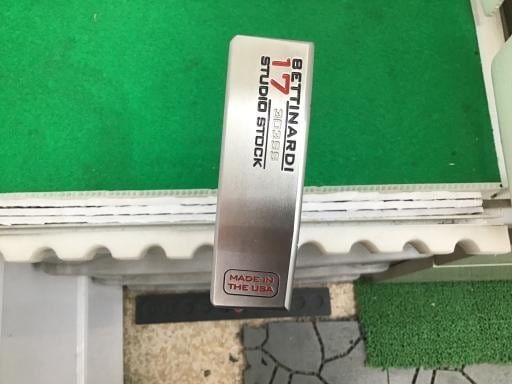 BETTINARDI
17
STUDIO STOCK
MADE IN
THE USA